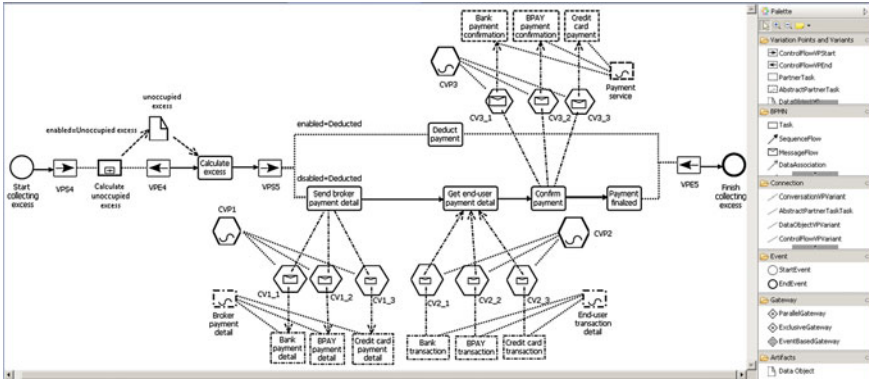 Bank
payment
confirmation
BPAY
payment
confirmation
Credit
card
payment
CVP3
Payment
service
CV3_1
CV3_2
CV3_3
unoccupied
excess
enabled=Unoccupied excess
enabled=Deducted
Deduct
payment
Start
collecting
excess
VPS4
Calculate
unoccupied
excess
VPE4
Calculate
excess
VPS5
disabled=Deducted
Send broker
payment detail
Get end-user
payment detail
Confirm
payment
Payment
finalized
VPE5
Finish
collecting
excess
CVP1
CVP2
CV1_1
CV1_2
CV1_3
CV2_1
CV2_2
CV2_3
Broker
payment
detail
End-user
transaction
detail
Bank
payment
detail
BPAY
payment
detail
Credit card
payment
detail
Bank
transaction
BPAY
transaction
Credit card
transaction
Palette
Variation Points and Variants
ControlFlowVPStart
ControlFlowVPEnd
PartnerTask
AbstractPartnerTask
BPMN
Task
SequenceFlow
MessageFlow
DataAssociation
Connection
ConversationVPVariant
AbstractPartnerTaskTask
DataObjectVPVariant
ControlFlowVPVariant
Event
StartEvent
EndEvent
Gateway
ParallelGateway
ExclusiveGateway
EventBasedGateway
Artifacts
Data Object